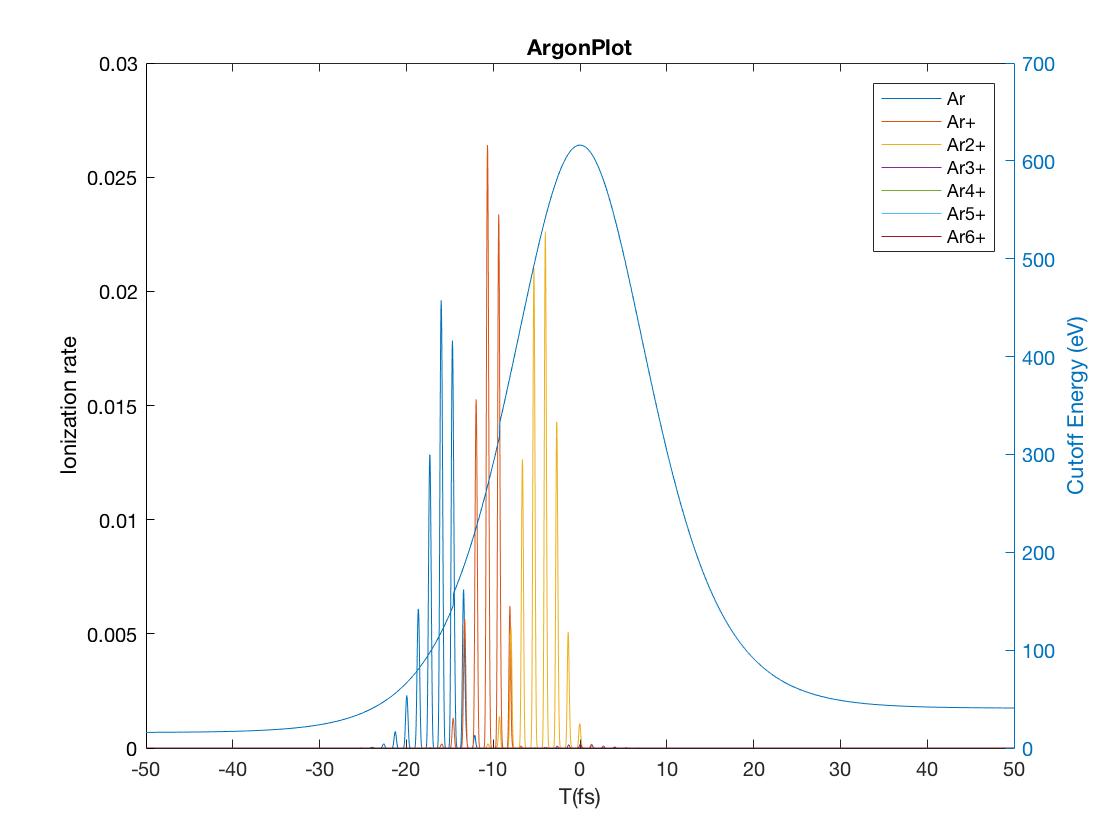 ArgonPlot
0.03
0.025
0.02
0.015
0.01
0.005
0
Ionization rate
700
600
500
400
300
200
100
0
Cutoff Energy (eV)
Ar
Ar+
Ar2+
Ar3+
Ar4+
Ar5+
Ar6+
-50 -40 -30 -20 -10 0 10 20 30 40 50
T(fs)